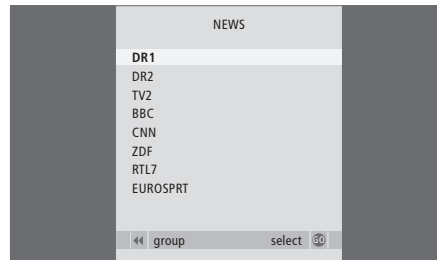 NEWS
DR1
DR2
TV2
BBC
CNN
ZDF
RTL7
EUROSPRT
group select GO